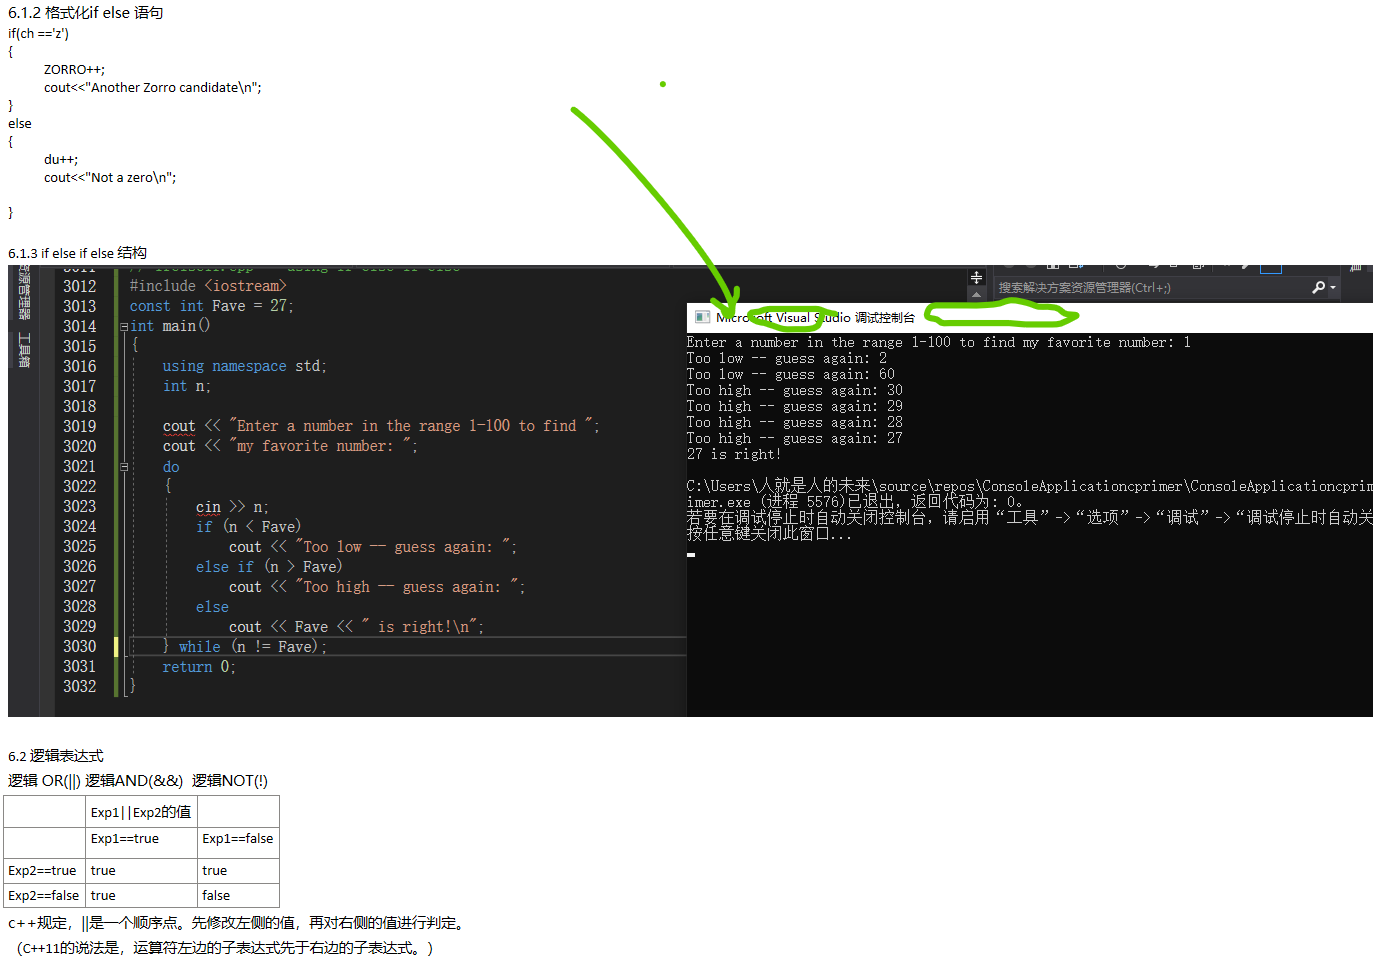 6.1.2 格式化if else 语句
if(ch =='z')
{
ZORRO++;
cout<<"Another Zorro candidate\n";
}
else
{
du++;
cout<<"Not a zero\n";
}
6.1.3 if else if else 结构
资源管理器
工具箱
3012 #include <iostream>
3013 const int Fave = 27;
3014 int main()
3015 {
3016 using namespace std;
3017 int n;
3018
3019 cout << "Enter a number in the range 1-100 to find ";
3020 cout << "my favorite number: ";
3021 do
3022 {
3023 cin >> n;
3024 if (n < Fave)
3025 cout << "Too low -- guess again: ";
3026 else if (n > Fave)
3027 cout << "Too high -- guess again: ";
3028 else
3029 cout << Fave << " is right!\n";
3030 } while (n != Fave);
3031 return 0;
3032 }
搜索解决方案资源管理器(Ctrl+;)
Microsoft Visual Studio 调试控制台
Enter a number in the range 1-100 to find my favorite number: 1
Too low -- guess again: 2
Too low -- guess again: 60
Too high -- guess again: 30
Too high -- guess again: 29
Too high -- guess again: 28
Too high -- guess again: 27
27 is right!
C:\Users\人就是人的未来\source\repos\ConsoleApplicationcprimer\ConsoleApplicationcprim
imer.exe (进程 5576)已退出，返回代码为: 0。
若要在调试停止时自动关闭控制台，请启用“工具”->“选项”->“调试”->“调试停止时自动关
按任意键关闭此窗口...
6.2 逻辑表达式
逻辑 OR(||) 逻辑AND(&&) 逻辑NOT(!)
Exp1||Exp2的值
Exp1==true Exp1==false
Exp2==true true true
Exp2==false true false
c++规定，||是一个顺序点。先修改左侧的值，再对右侧的值进行判定。
（C++11的说法是，运算符左边的子表达式先于右边的子表达式。）